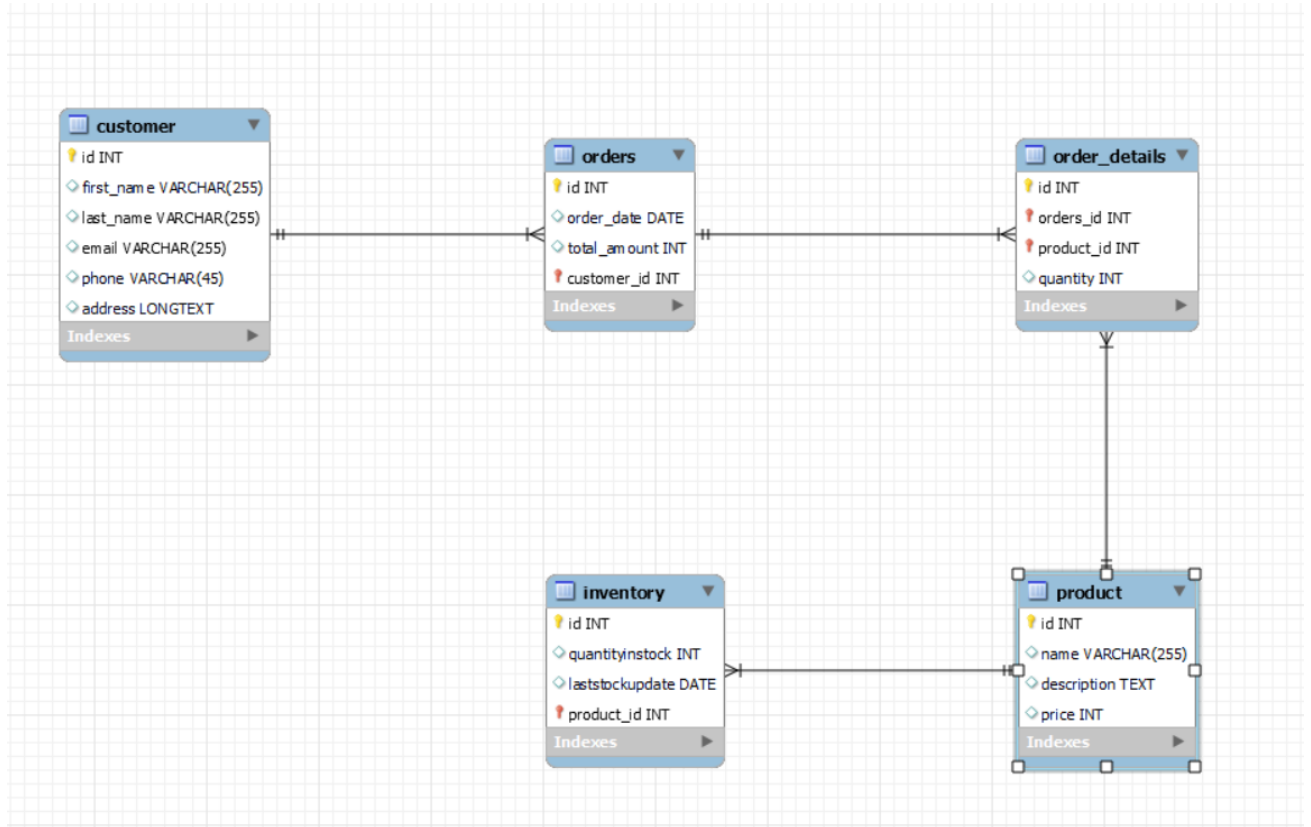 customer
id INT
first_name VARCHAR(255)
last_name VARCHAR(255)
email VARCHAR(255)
phone VARCHAR(45)
address LONGTEXT
Indexes
orders
id INT
order_date DATE
total_amount INT
customer_id INT
Indexes
order_details
id INT
orders_id INT
product_id INT
quantity INT
Indexes
inventory
id INT
quantityinstock INT
laststockupdate DATE
product_id INT
Indexes
product
id INT
name VARCHAR(255)
description TEXT
price INT
Indexes